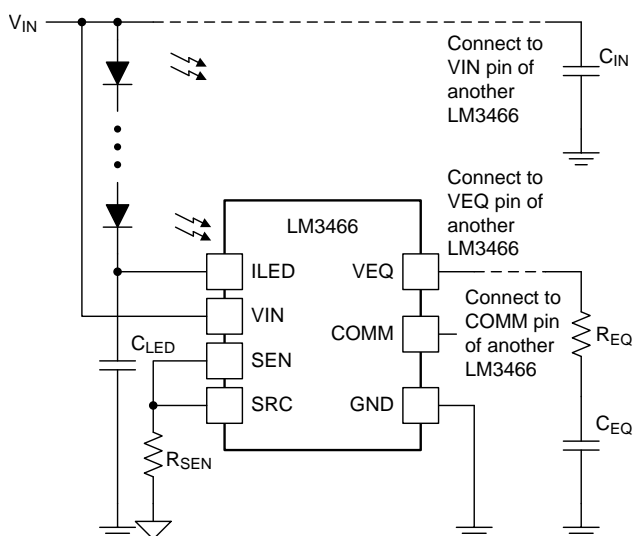 VIN
Connect to
VIN pin of
another
LM3466
CIN
Connect to
VEQ pin of
another
LM3466
LM3466
ILED
VEQ
VIN
Connect to
COMM pin
of another
LM3466
COMM
REQ
CLED
SEN
SRC
GND
RSEN
CEQ